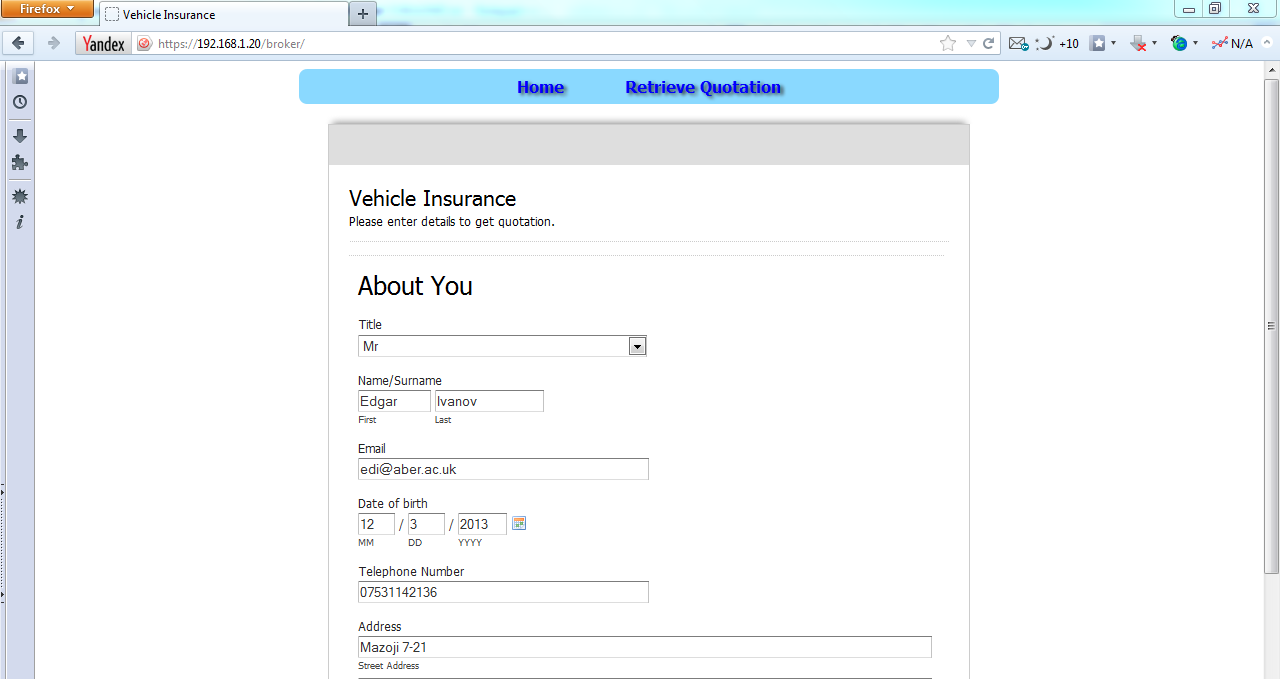 Firefox
Vehicle Insurance
Yandex https://192.168.1.20/broker/ +10 N/A
Home Retrieve Quotation
Vehicle Insurance
Please enter details to get quotation.
About You
Title
Mr
Name/Surname
Edgar Ivanov
First Last
Email
edi@aber.ac.uk
Date of birth
12 / 3 / 2013
MM DD YYYY
Telephone Number
07531142136
Address
Mazoji 7-21
Street Address